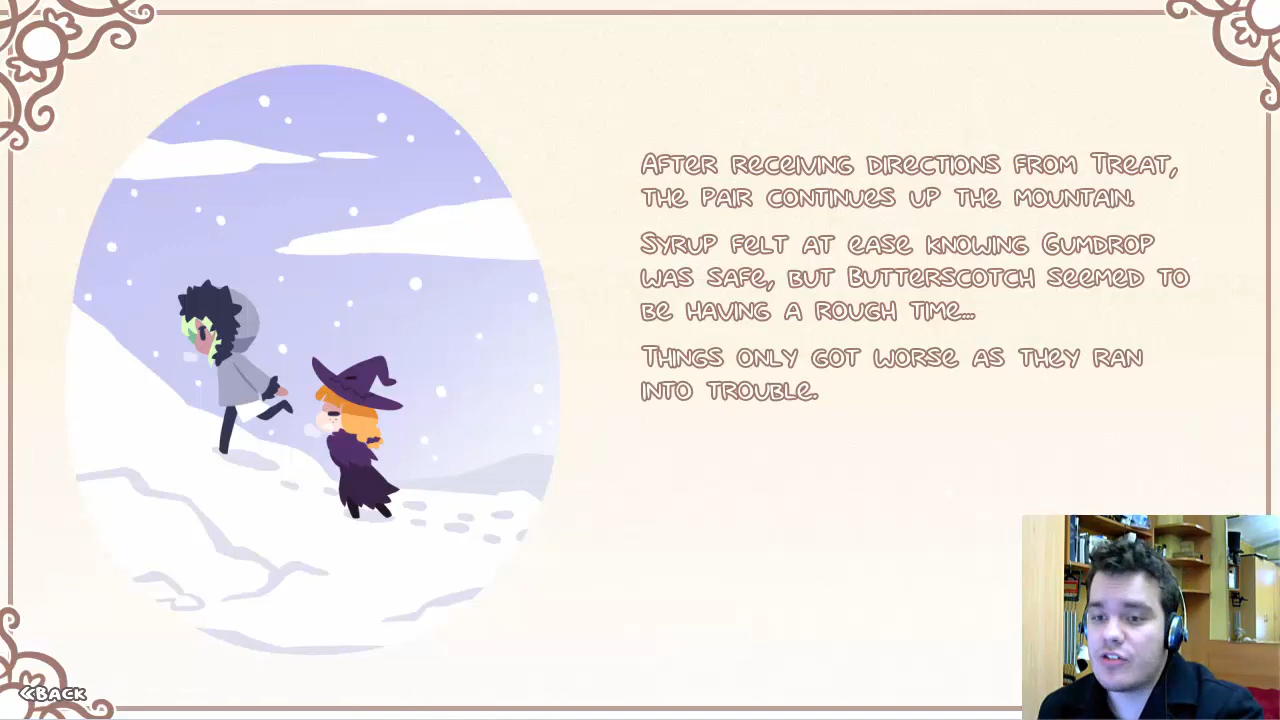 After receiving directions from Treat,
the pair continues up the mountain.
Syrup felt at ease knowing Gumdrop
was safe, but Butterscotch seemed to
be having a rough time...
Things only got worse as they ran
into trouble.
«Back